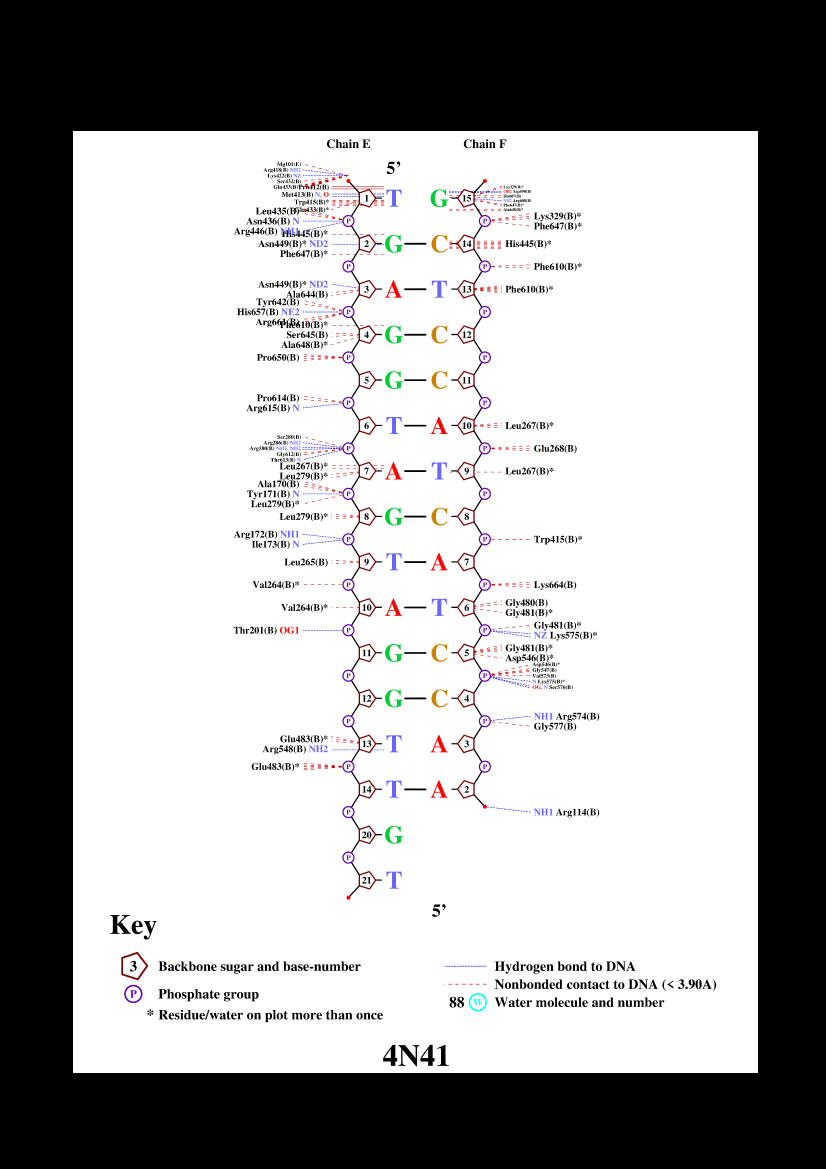 Chain E Chain F
5’
Mg101(E)
Arg418(B) NH2
Lys422(B) NZ
Ser432(B)
Met413(B) N, O
Trp415(B)*
1 T G 15
Leu435(B)
Asn436(B) N P P Lys329(B)*
Phe647(B)*
Arg446(B) NH1
His445(B)*
Asn449(B)* ND2 2 G C 14 His445(B)*
Phe647(B)*
P P Phe610(B)*
Asn449(B)* ND2 3 A T 13 Phe610(B)*
Ala644(B)
Tyr642(B)
His657(B) NE2 P P
Arg661(B)
Phe610(B)*
Ser645(B) 4 G C 12
Ala648(B)*
Pro650(B) P P
5 G C 11
Pro614(B)
Arg615(B) N P P
6 T A 10 Leu267(B)*
Ser280(B)
Arg286(B) NH2
Arg580(B) NH1, NH2 P P Glu268(B)
Gly612(B)
Thr613(B) N
Leu267(B)*
Leu279(B)* 7 A T 9 Leu267(B)*
Ala170(B)
Tyr171(B) N P P
Leu279(B)*
Leu279(B)* 8 G C 8
Arg172(B) NH1
Ile173(B) N P P Trp415(B)*
Leu265(B) 9 T A 7
Val264(B)* P P Lys664(B)
Val264(B)* 10 A T 6 Gly480(B)
Gly481(B)*
Thr201(B) OG1 P P Gly481(B)*
NZ Lys575(B)*
11 G C 5 Gly481(B)*
Asp546(B)*
P P Asp546(B)*
Gly547(B)
Val573(B)
N Lys575(B)*
OG, N Ser576(B)
12 G C 4
P P NH1 Arg574(B)
Gly577(B)
Glu483(B)* 13 T A 3
Arg548(B) NH2
Glu483(B)* P P
14 T A 2
P NH1 Arg114(B)
20 G
P
21 T
5’
Key
3 Backbone sugar and base-number
Hydrogen bond to DNA
Nonbonded contact to DNA (< 3.90A)
P Phosphate group
88 W Water molecule and number
* Residue/water on plot more than once
4N41